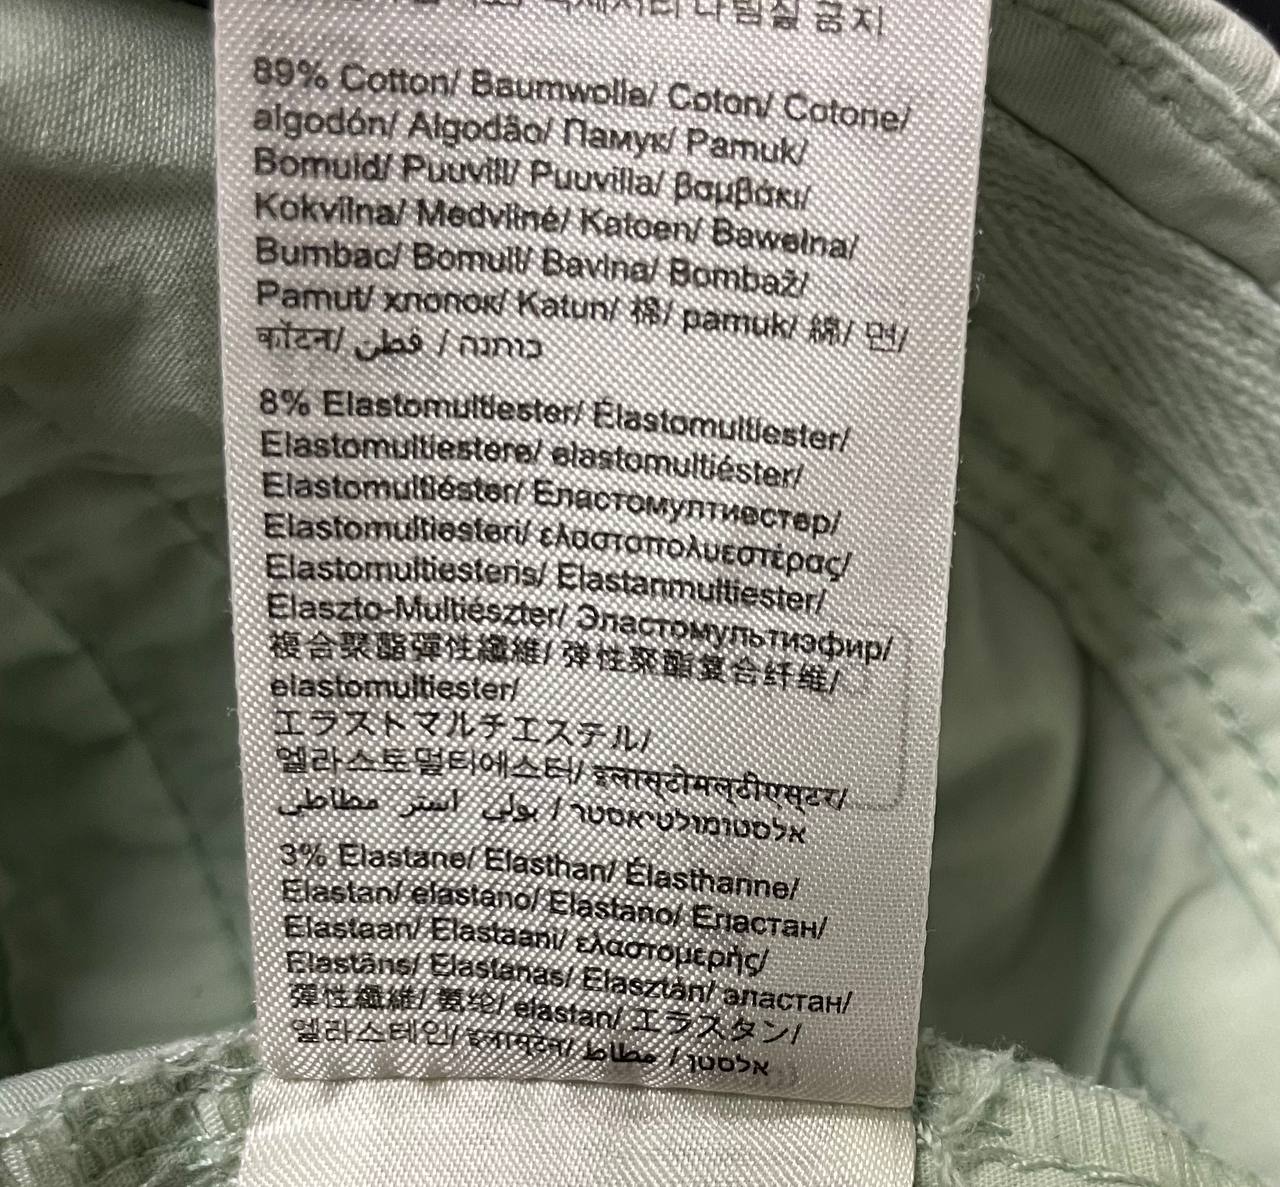 금지
89% Cotton/ Baumwolle/ Coton/ Cotone/
algodón/ Algodão/ Памук/ Pamuk/
Bomuld/ Puuvill/ Puuvilla/ βαμβάκι/
Kokvilna/ Medvilnė/ Katoen/ Bawełna/
Bumbac/ Bomull/ Bavlna/ Bombaž/
Pamut/ хлопок/ Katun/ 棉/ pamuk/ 綿/ 면/
कॉटन/ قطن / כותנה
8% Elastomultiester/ Élastomultiester/
Elastomultiestere/ elastomultiéster/
Elastomultiéster/ Еластомултиестер/
Elastomultiesteri/ ελαστοπολυεστέρας/
Elastomultiesteris/ Elastanmultiester/
Elaszto-Multiészter/ Эластомультиэфир/
複合聚酯彈性纖維/ 弹性聚酯复合纤维/
elastomultiester/
エラストマルチエステル/
엘라스토멀티에스터/ इलास्टोमल्टीएस्टर/
بولى استر مطاطي / אלסטומולטיאסטר
3% Elastane/ Elasthan/ Élasthanne/
Elastan/ elastano/ Elastano/ Еластан/
Elastaan/ Elastaani/ ελαστομερής/
Elastāns/ Elastanas/ Elasztán/ эластан/
彈性纖維/ 氨纶/ elastan/ エラスタン/
엘라스테인/ इलास्टेन/ مطاط / אלסטן